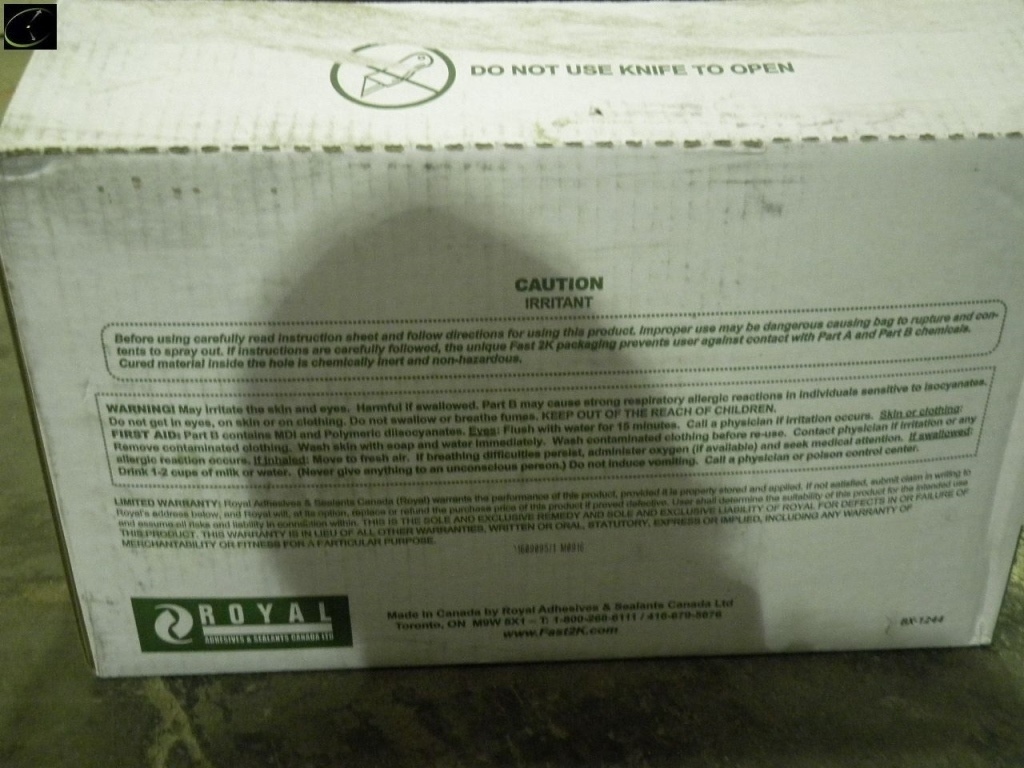 DO NOT USE KNIFE TO OPEN
CAUTION
IRRITANT
Before using carefully read instruction sheet and follow directions for using this product. Improper use may be dangerous causing bag to rupture and con-
tents to spray out. If instructions are carefully followed, the unique Fast 2K packaging prevents user against contact with Part A and Part B chemicals.
Cured material inside the hole is chemically inert and non-hazardous.
WARNING! May irritate the skin and eyes. Harmful if swallowed. Part B may cause strong respiratory allergic reactions in individuals sensitive to isocyanates.
Do not get in eyes, on skin or on clothing. Do not swallow or breathe fumes. KEEP OUT OF THE REACH OF CHILDREN.
FIRST AID: Part B contains MDI and Polymeric diisocyanates. Eyes: Flush with water for 15 minutes. Call a physician if irritation occurs. Skin or clothing:
Remove contaminated clothing. Wash skin with soap and water immediately. Wash contaminated clothing before re-use. Contact physician if irritation or any
allergic reaction occurs. If inhaled: Move to fresh air. If breathing difficulties persist, administer oxygen (if available) and seek medical attention. If swallowed:
Drink 1-2 cups of milk or water. (Never give anything to an unconscious person.) Do not induce vomiting. Call a physician or poison control center.
LIMITED WARRANTY: Royal Adhesives & Sealants Canada (Royal) warrants the performance of this product, provided it is properly stored and applied. If not satisfied, submit claim in writing to
Royal's address below, and Royal will, at its option, replace or refund the purchase price of this product if proved defective. User shall determine the suitability of this product for the intended use
and assume all risks and liability in connection within. THIS IS THE SOLE AND EXCLUSIVE REMEDY AND SOLE AND EXCLUSIVE LIABILITY OF ROYAL FOR DEFECTS IN OR FAILURE OF
THIS PRODUCT. THIS WARRANTY IS IN LIEU OF ALL OTHER WARRANTIES, WRITTEN OR ORAL, STATUTORY, EXPRESS OR IMPLIED, INCLUDING ANY WARRANTY OF
MERCHANTABILITY OR FITNESS FOR A PARTICULAR PURPOSE.
ROYAL
ADHESIVES & SEALANTS CANADA LTD
Made in Canada by Royal Adhesives & Sealants Canada Ltd
Toronto, ON M9W 5X1 – T: 1-800-268-6111 / 416-679-5676
www.Fast2K.com
BX-1244